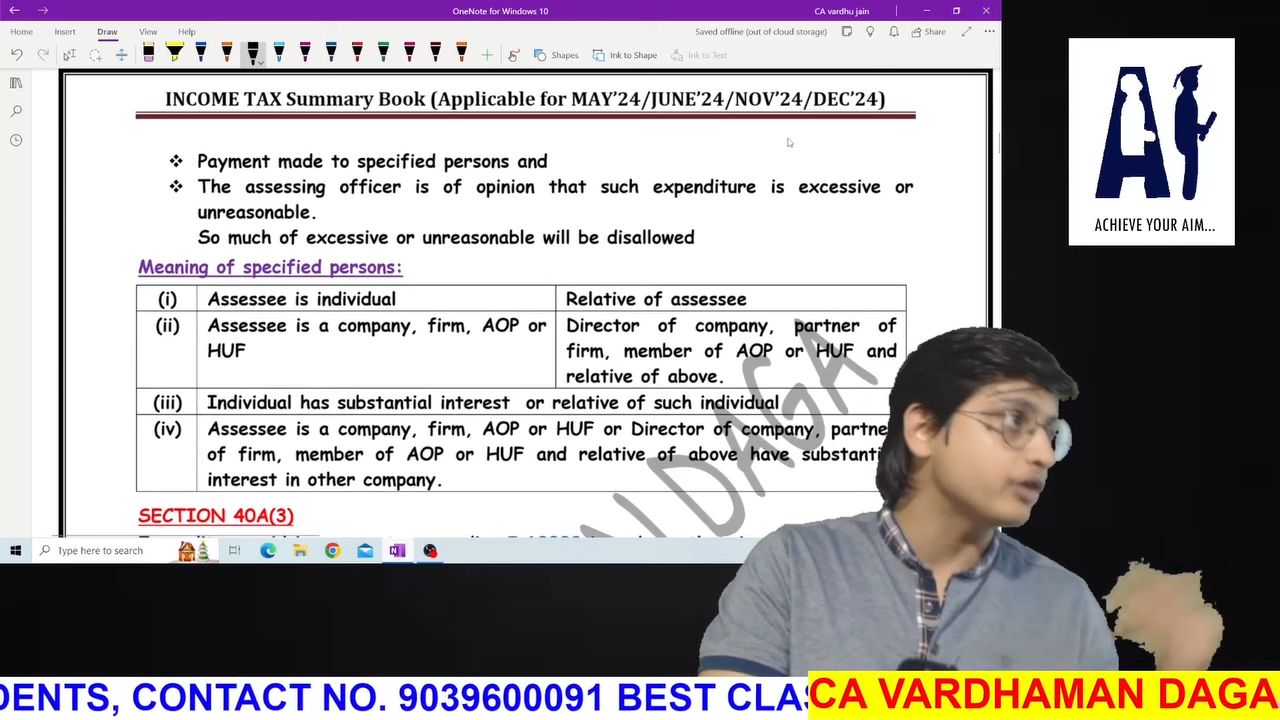 OneNote for Windows 10
CA vardhu jain
Home Insert Draw View Help
Saved offline (out of cloud storage)
Share
Shapes
Ink to Shape
Ink to Text
INCOME TAX Summary Book (Applicable for MAY'24/JUNE'24/NOV'24/DEC'24)
❖ Payment made to specified persons and
❖ The assessing officer is of opinion that such expenditure is excessive or
unreasonable.
So much of excessive or unreasonable will be disallowed
Meaning of specified persons:
(i) Assessee is individual Relative of assessee
(ii) Assessee is a company, firm, AOP or Director of company, partner of
HUF firm, member of AOP or HUF and
relative of above.
(iii) Individual has substantial interest or relative of such individual
(iv) Assessee is a company, firm, AOP or HUF or Director of company, partne
of firm, member of AOP or HUF and relative of above have substanti
interest in other company.
SECTION 40A(3)
N DAGA
Type here to search
A
ACHIEVE YOUR AIM...
DENTS, CONTACT NO. 9039600091 BEST CLAS
CA VARDHAMAN DAGA